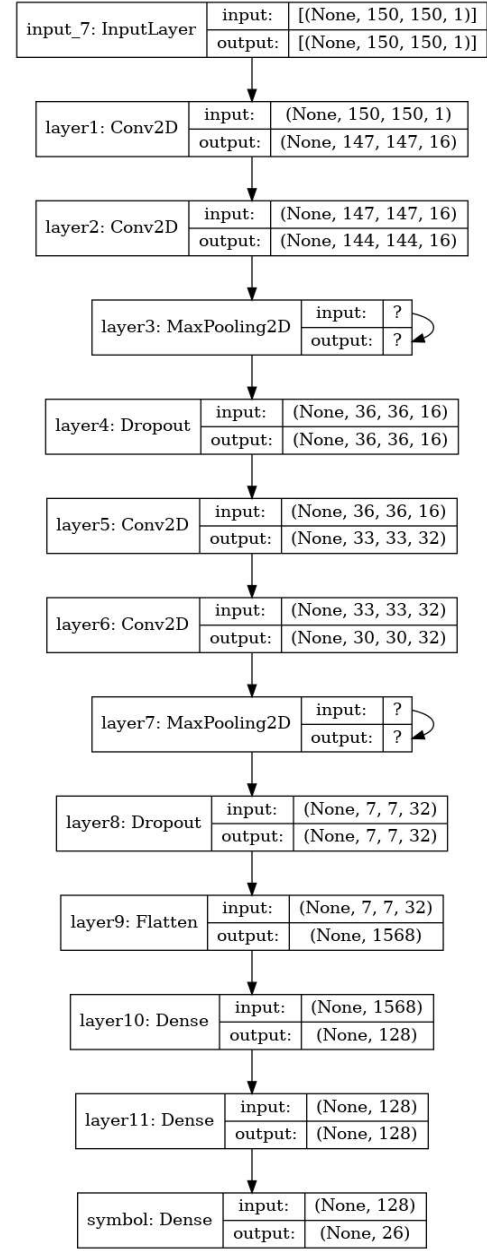 input_7: InputLayer input: [(None, 150, 150, 1)]
output: [(None, 150, 150, 1)]
layer1: Conv2D input: (None, 150, 150, 1)
output: (None, 147, 147, 16)
layer2: Conv2D input: (None, 147, 147, 16)
output: (None, 144, 144, 16)
layer3: MaxPooling2D input: ?
output: ?
layer4: Dropout input: (None, 36, 36, 16)
output: (None, 36, 36, 16)
layer5: Conv2D input: (None, 36, 36, 16)
output: (None, 33, 33, 32)
layer6: Conv2D input: (None, 33, 33, 32)
output: (None, 30, 30, 32)
layer7: MaxPooling2D input: ?
output: ?
layer8: Dropout input: (None, 7, 7, 32)
output: (None, 7, 7, 32)
layer9: Flatten input: (None, 7, 7, 32)
output: (None, 1568)
layer10: Dense input: (None, 1568)
output: (None, 128)
layer11: Dense input: (None, 128)
output: (None, 128)
symbol: Dense input: (None, 128)
output: (None, 26)